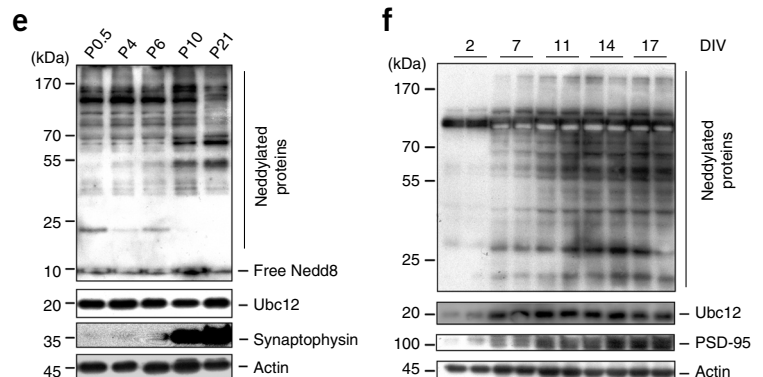 e
(kDa)
P0.5 P4 P6 P10 P21
170
70
55
25
10
Neddylated
proteins
Free Nedd8
20
Ubc12
35
Synaptophysin
45
Actin
f
2 7 11 14 17 DIV
(kDa)
170
70
55
25
Neddylated
proteins
20
Ubc12
100
PSD-95
45
Actin